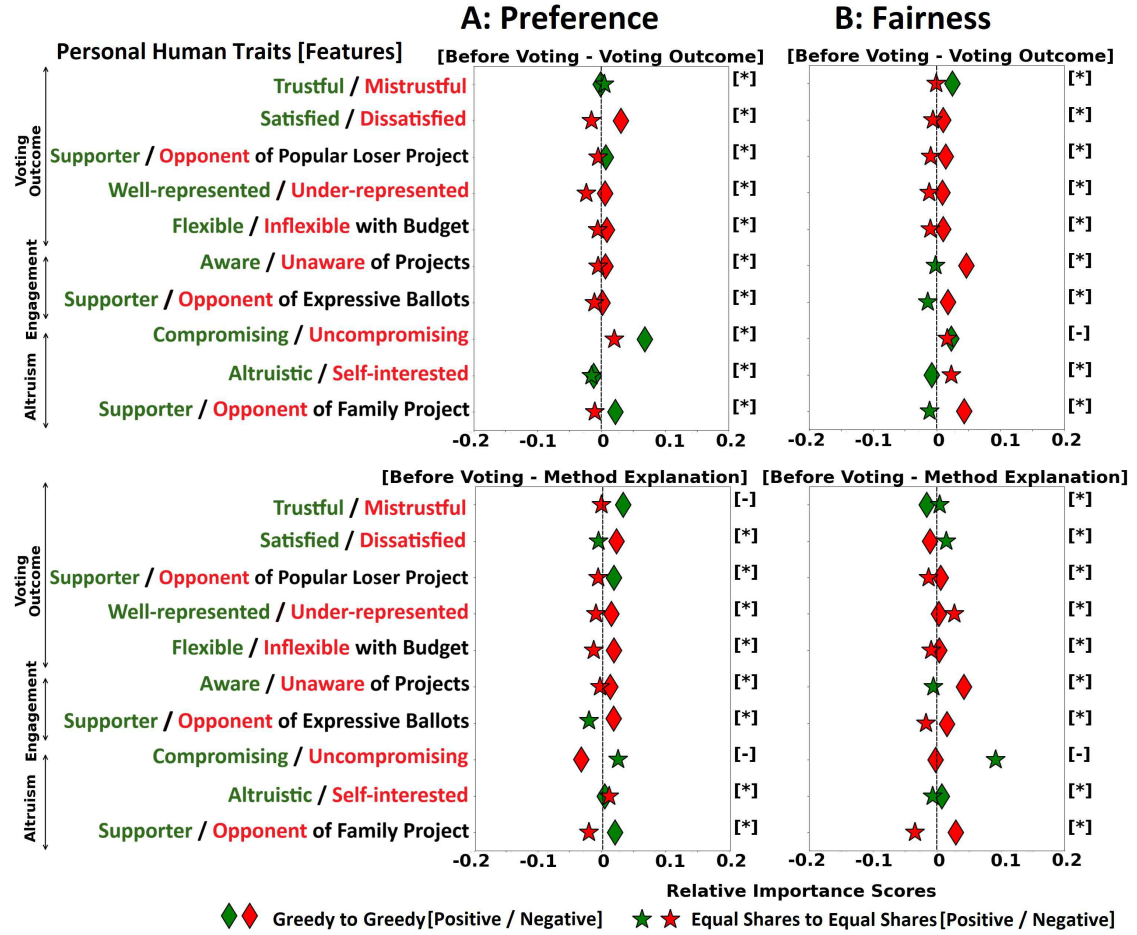 A: Preference
B: Fairness
Personal Human Traits [Features]
[Before Voting - Voting Outcome]
[Before Voting - Voting Outcome]
Voting Outcome
Trustful / Mistrustful [*] [*]
Satisfied / Dissatisfied [*] [*]
Supporter / Opponent of Popular Loser Project [*] [*]
Well-represented / Under-represented [*] [*]
Flexible / Inflexible with Budget [*] [*]
Engagement
Aware / Unaware of Projects [*] [*]
Supporter / Opponent of Expressive Ballots [*] [*]
Altruism
Compromising / Uncompromising [*] [-]
Altruistic / Self-interested [*] [*]
Supporter / Opponent of Family Project [*] [*]
-0.2 -0.1 0 0.1 0.2
-0.2 -0.1 0 0.1 0.2
[Before Voting - Method Explanation]
[Before Voting - Method Explanation]
Voting Outcome
Trustful / Mistrustful [-] [*]
Satisfied / Dissatisfied [*] [*]
Supporter / Opponent of Popular Loser Project [*] [*]
Well-represented / Under-represented [*] [*]
Flexible / Inflexible with Budget [*] [*]
Engagement
Aware / Unaware of Projects [*] [*]
Supporter / Opponent of Expressive Ballots [*] [*]
Altruism
Compromising / Uncompromising [-] [-]
Altruistic / Self-interested [*] [*]
Supporter / Opponent of Family Project [*] [*]
-0.2 -0.1 0 0.1 0.2
-0.2 -0.1 0 0.1 0.2
Relative Importance Scores
Greedy to Greedy [Positive / Negative]
Equal Shares to Equal Shares [Positive / Negative]